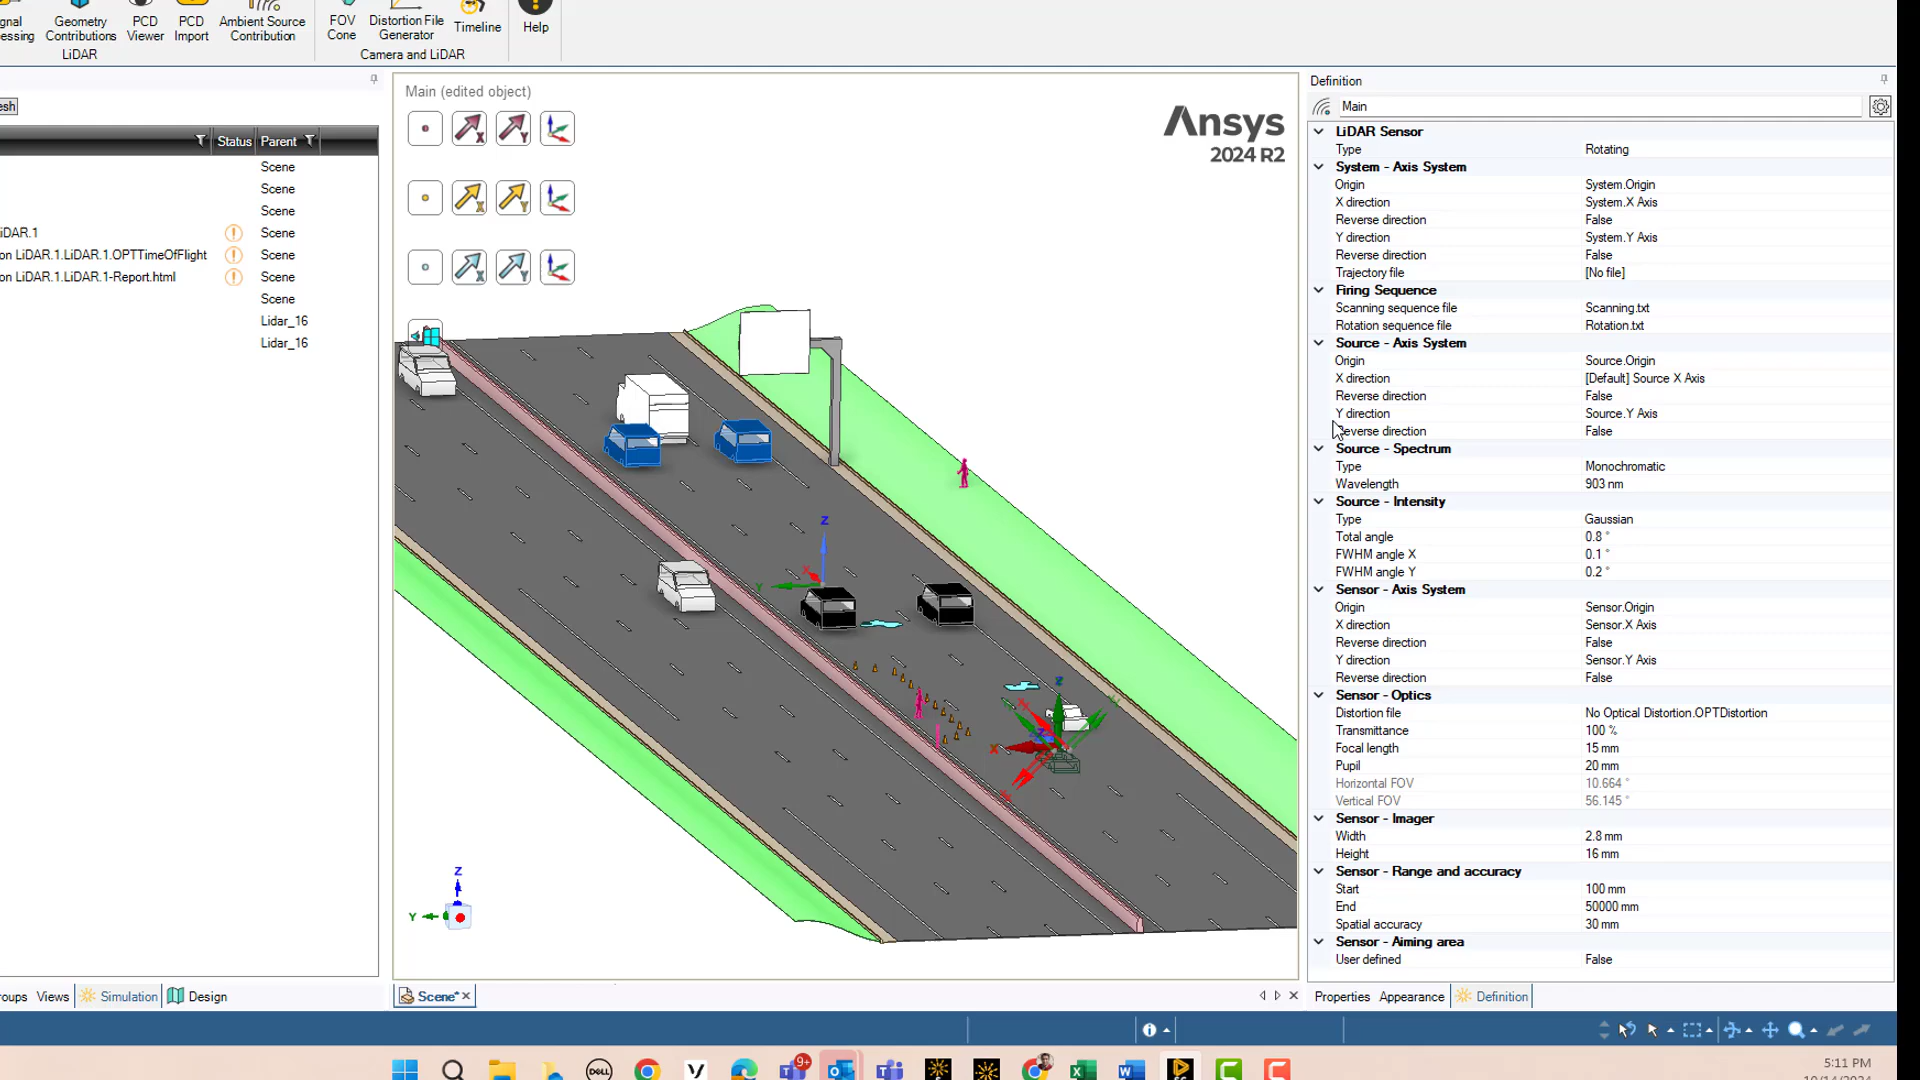 gnal
essing
Geometry
Contributions
PCD
Viewer
PCD
Import
Ambient Source
Contribution
LiDAR
FOV
Cone
Distortion File
Generator
Timeline
Camera and LiDAR
Help
esh
Status Parent
Scene
Scene
Scene
iDAR.1 Scene
on LiDAR.1.LiDAR.1.OPTTimeOfFlight Scene
on LiDAR.1.LiDAR.1-Report.html Scene
Scene
Lidar_16
Lidar_16
oups Views Simulation Design
Main (edited object)
X Y
X Y
X Y
Ansys
2024 R2
Z
X
Y
Z
X
Z
X
Z
Y
Scene*
Definition
Main
LiDAR Sensor
Type Rotating
System - Axis System
Origin System.Origin
X direction System.X Axis
Reverse direction False
Y direction System.Y Axis
Reverse direction False
Trajectory file [No file]
Firing Sequence
Scanning sequence file Scanning.txt
Rotation sequence file Rotation.txt
Source - Axis System
Origin Source.Origin
X direction [Default] Source X Axis
Reverse direction False
Y direction Source.Y Axis
Reverse direction False
Source - Spectrum
Type Monochromatic
Wavelength 903 nm
Source - Intensity
Type Gaussian
Total angle 0.8 °
FWHM angle X 0.1 °
FWHM angle Y 0.2 °
Sensor - Axis System
Origin Sensor.Origin
X direction Sensor.X Axis
Reverse direction False
Y direction Sensor.Y Axis
Reverse direction False
Sensor - Optics
Distortion file No Optical Distortion.OPTDistortion
Transmittance 100 %
Focal length 15 mm
Pupil 20 mm
Horizontal FOV 10.664 °
Vertical FOV 56.145 °
Sensor - Imager
Width 2.8 mm
Height 16 mm
Sensor - Range and accuracy
Start 100 mm
End 50000 mm
Spatial accuracy 30 mm
Sensor - Aiming area
User defined False
Properties Appearance Definition
DELL
9+
5:11 PM
10/14/2024